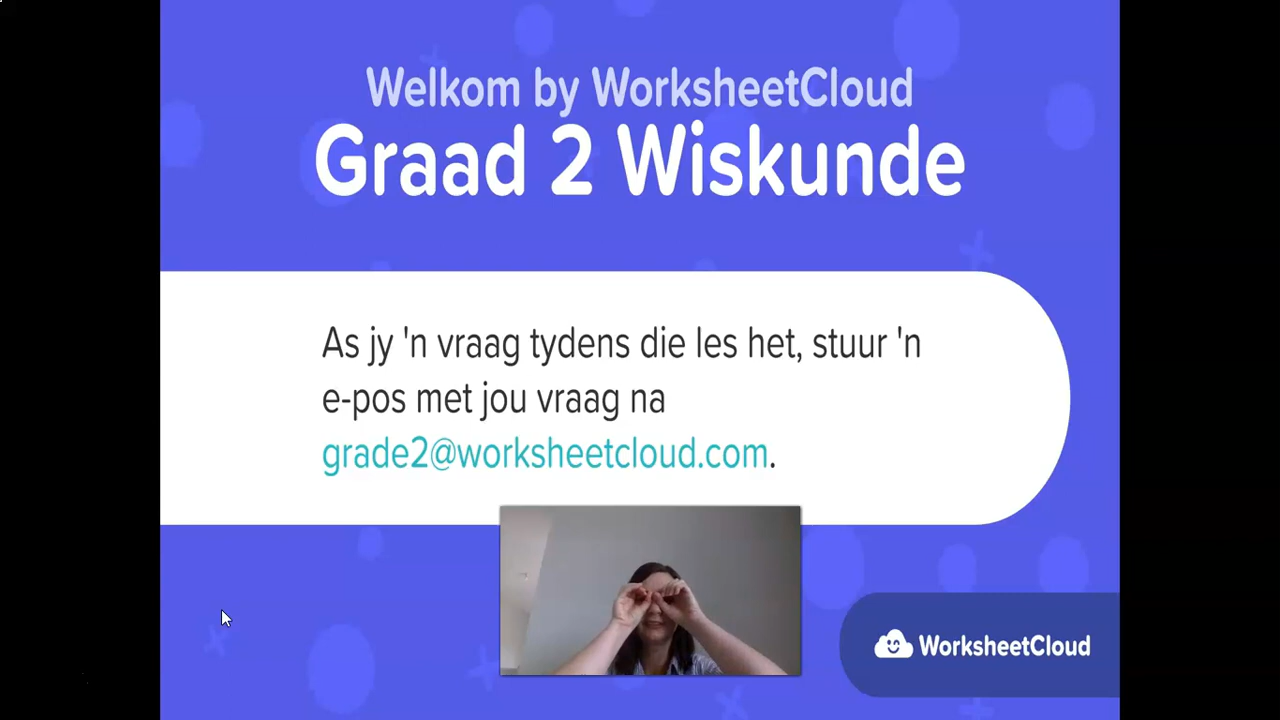 Welkom by WorksheetCloud
Graad 2 Wiskunde
As jy 'n vraag tydens die les het, stuur 'n
e-pos met jou vraag na
grade2@worksheetcloud.com.
WorksheetCloud